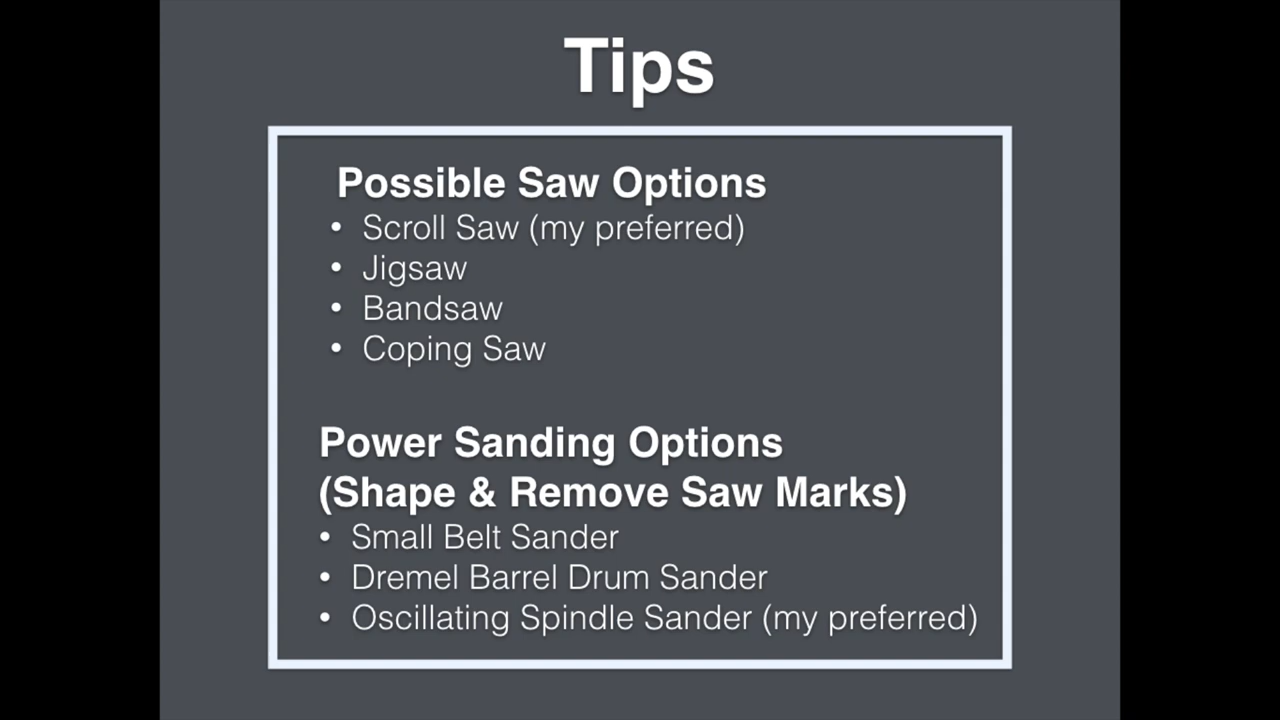 Tips
Possible Saw Options
• Scroll Saw (my preferred)
• Jigsaw
• Bandsaw
• Coping Saw
Power Sanding Options
(Shape & Remove Saw Marks)
• Small Belt Sander
• Dremel Barrel Drum Sander
• Oscillating Spindle Sander (my preferred)